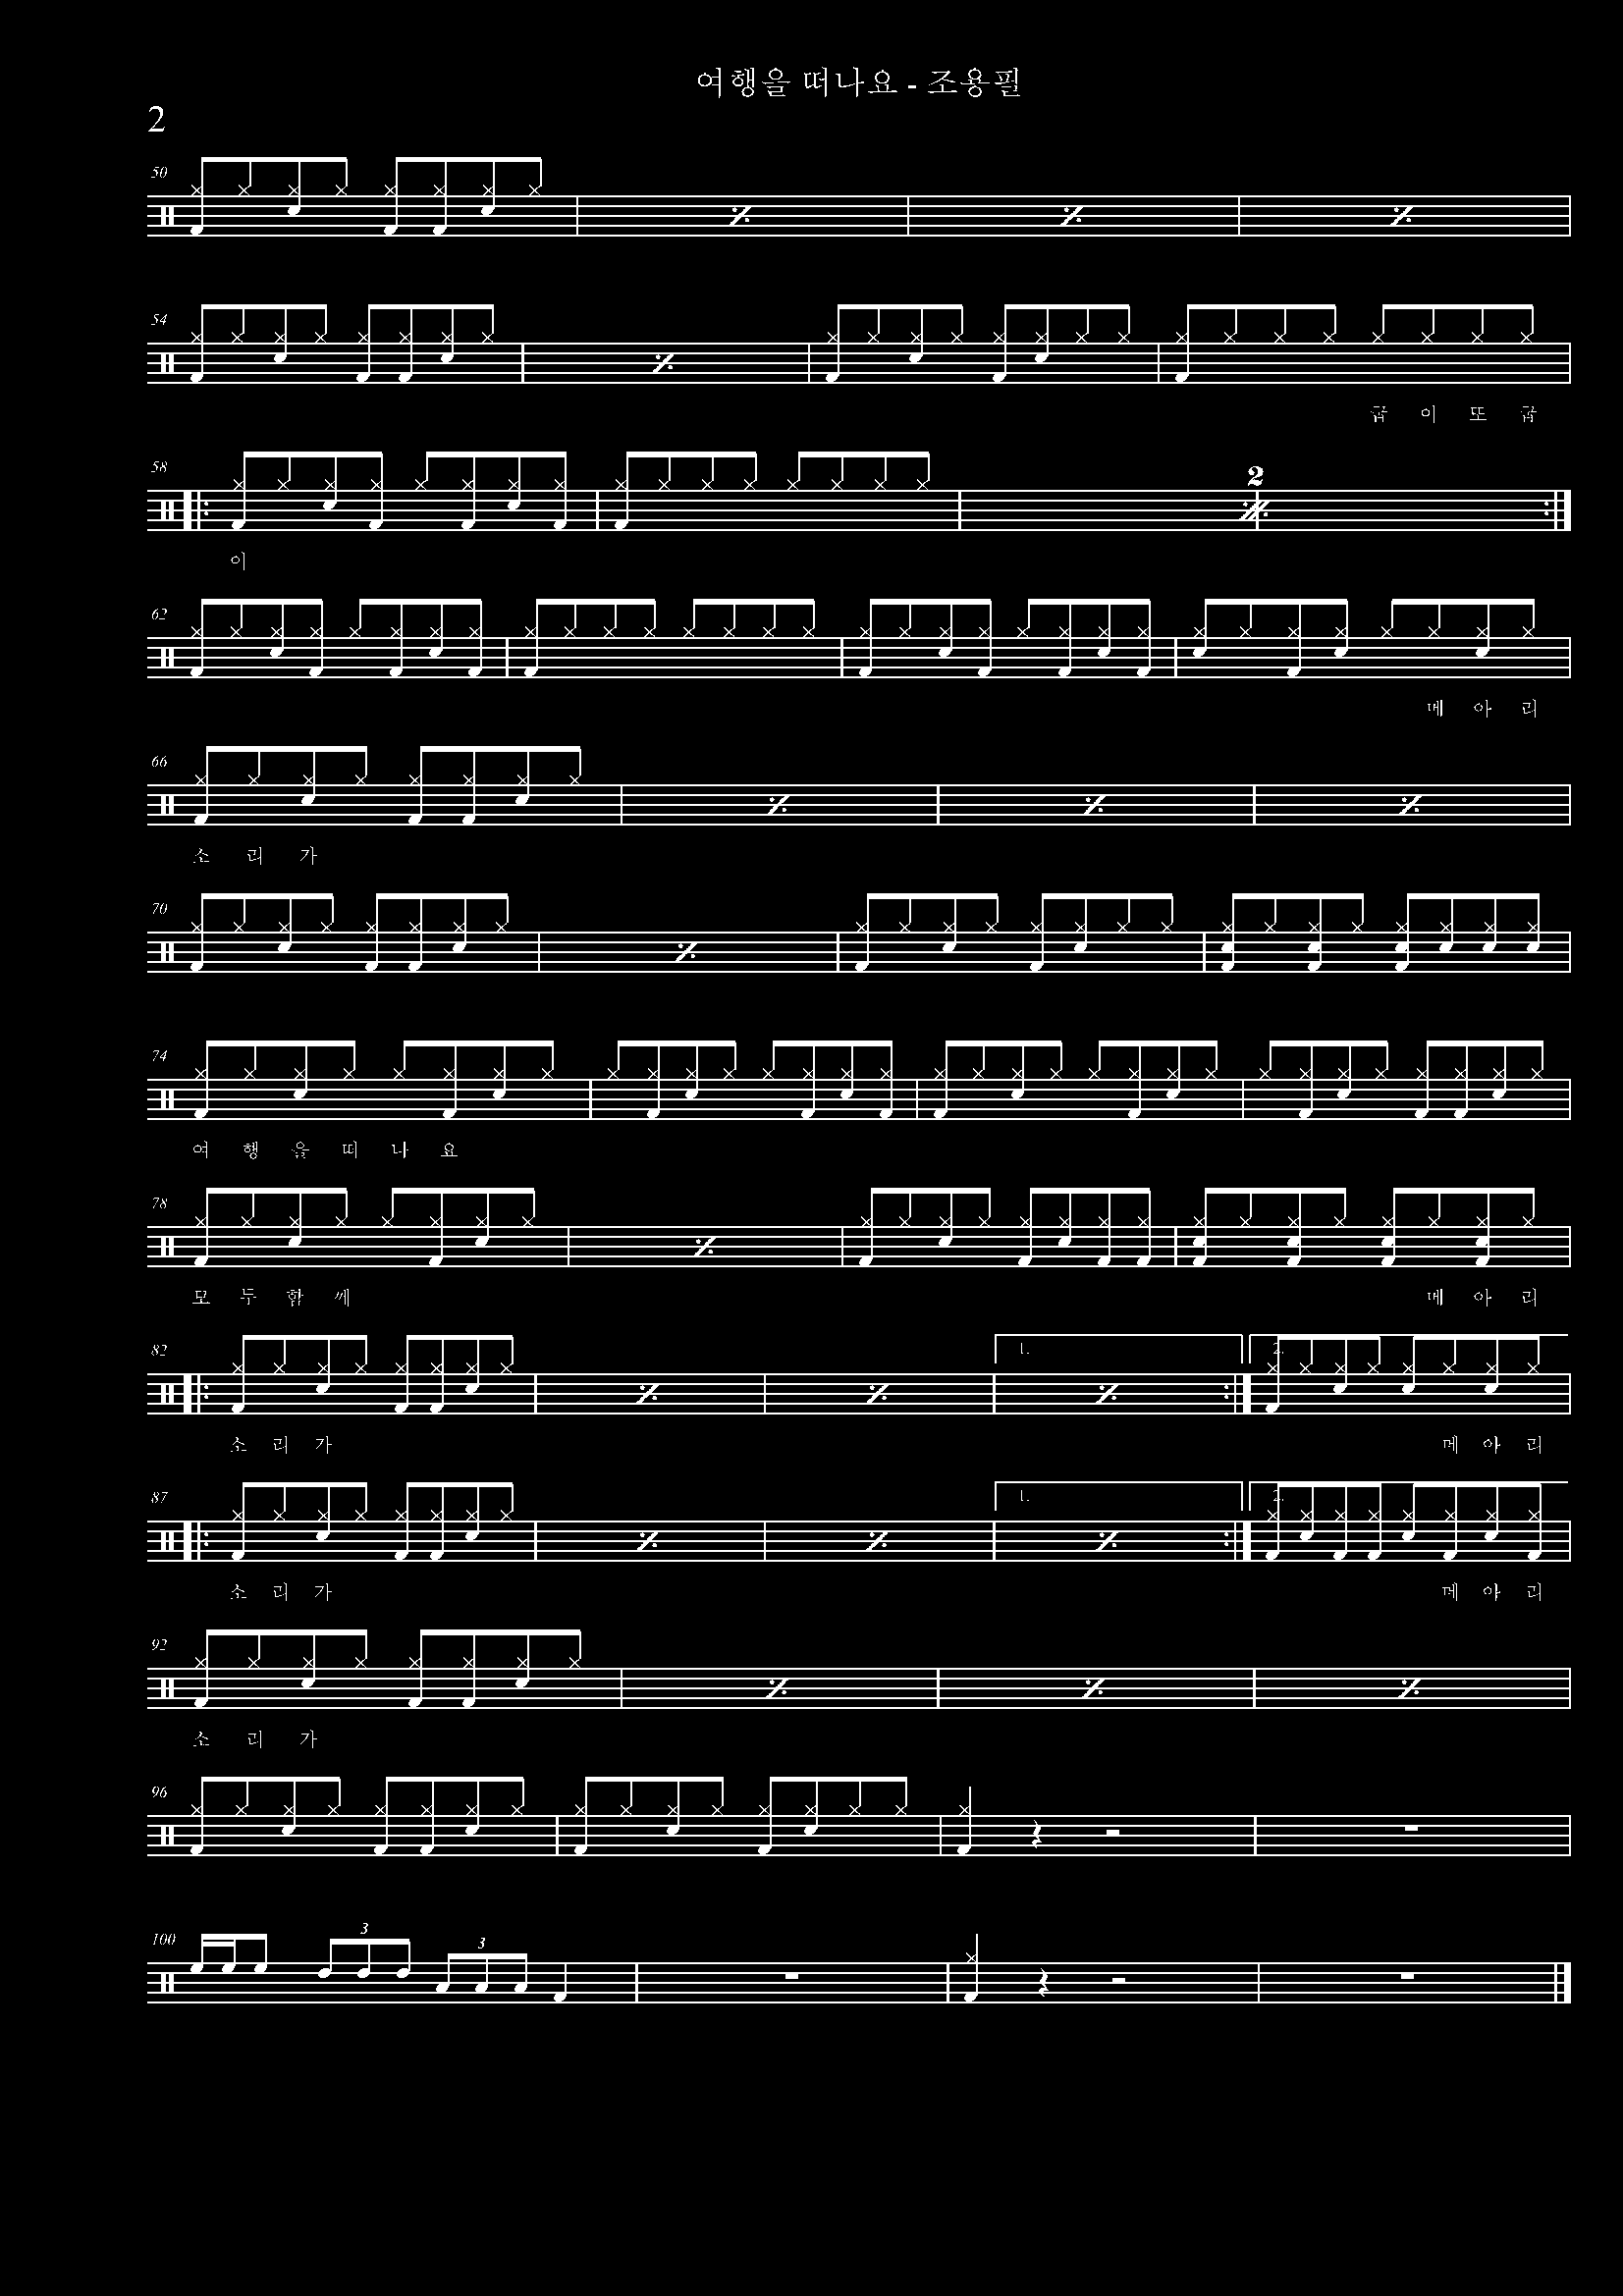 여행을 떠나요 - 조용필
2
50
54
굽 이 또 굽
58
2
이
62
메 아 리
66
소 리 가
70
74
여 행 을 떠 나 요
78
모 두 함 께 메 아 리
82
1. 2.
소 리 가 메 아 리
87
1. 2.
소 리 가 메 아 리
92
소 리 가
96
100
3 3